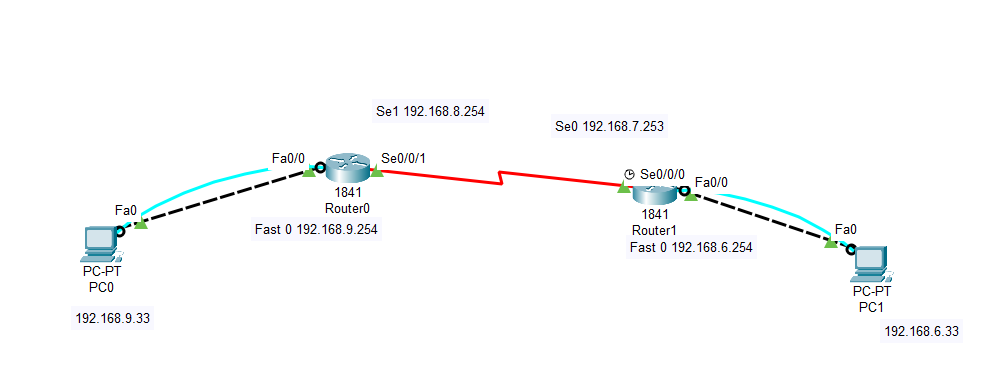 Se1 192.168.8.254
Se0 192.168.7.253
Fa0/0
Se0/0/1
Se0/0/0
Fa0/0
1841
Router0
1841
Router1
Fa0
Fast 0 192.168.9.254
Fast 0 192.168.6.254
Fa0
PC-PT
PC0
PC-PT
PC1
192.168.9.33
192.168.6.33